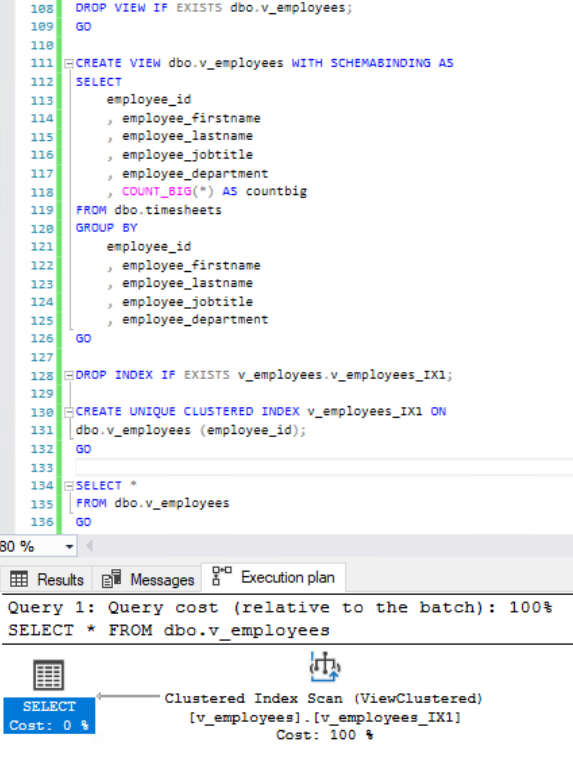 108 DROP VIEW IF EXISTS dbo.v_employees;
109 GO
110
111 CREATE VIEW dbo.v_employees WITH SCHEMABINDING AS
112 SELECT
113 employee_id
114 , employee_firstname
115 , employee_lastname
116 , employee_jobtitle
117 , employee_department
118 , COUNT_BIG(*) AS countbig
119 FROM dbo.timesheets
120 GROUP BY
121 employee_id
122 , employee_firstname
123 , employee_lastname
124 , employee_jobtitle
125 , employee_department
126 GO
127
128 DROP INDEX IF EXISTS v_employees.v_employees_IX1;
129
130 CREATE UNIQUE CLUSTERED INDEX v_employees_IX1 ON
131 dbo.v_employees (employee_id);
132 GO
133
134 SELECT *
135 FROM dbo.v_employees
136 GO
80 %
Results Messages Execution plan
Query 1: Query cost (relative to the batch): 100%
SELECT * FROM dbo.v_employees
SELECT
Cost: 0 %
Clustered Index Scan (ViewClustered)
[v_employees].[v_employees_IX1]
Cost: 100 %